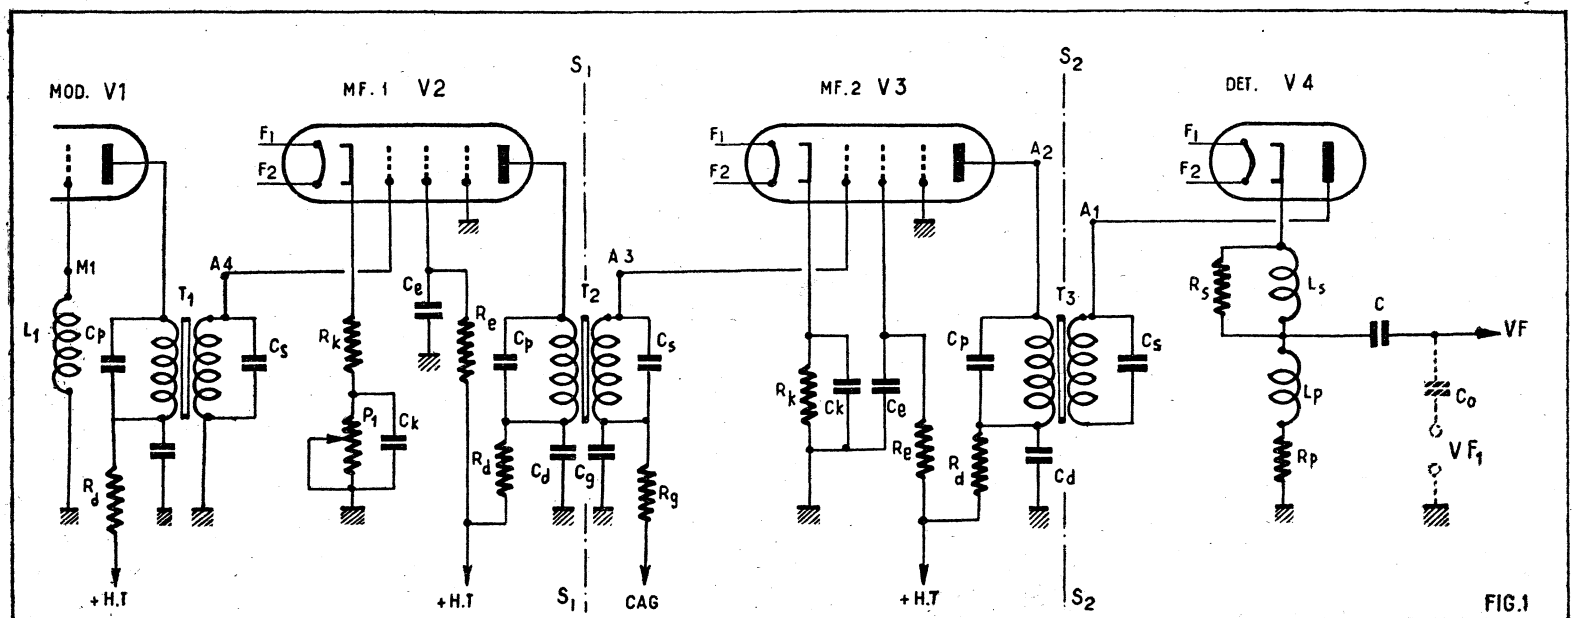 S1
S2
MOD. V1
MF.1 V2
MF.2 V3
DET. V4
F1
F2
F1
F2
A2
F1
F2
A1
M1
A4
A3
L1
Cp
T1
Cs
Rk
Ce
Re
Cp
T2
Cs
Rk
Ck
Ce
Cp
T3
Cs
Rs
Ls
C
VF
P1
Ck
Lp
Co
Rd
Rd
Cd
Cg
Rg
Re
Rd
Cd
Rp
VF1
+H.T
+H.T
S1
CAG
+H.T
S2
FIG.1